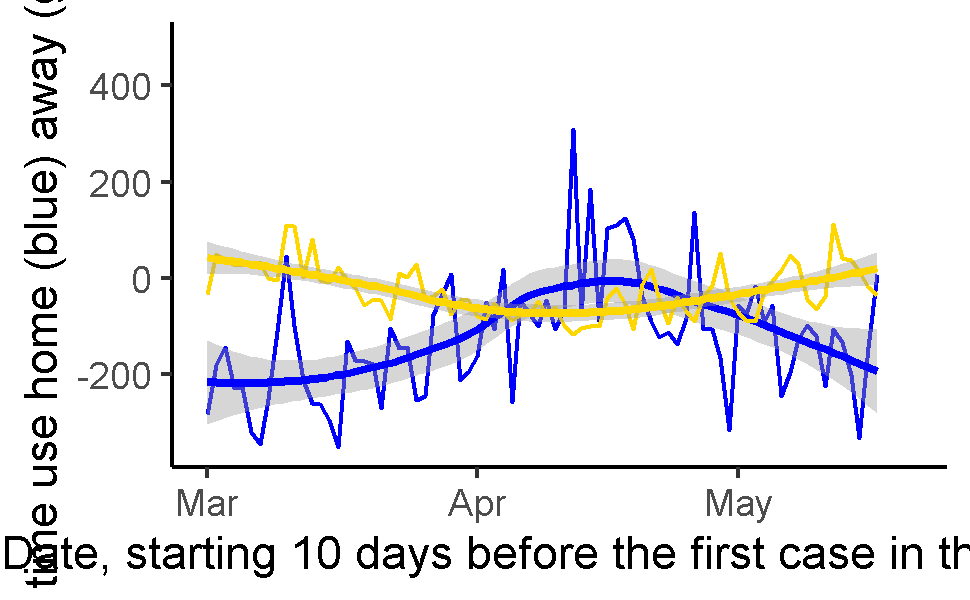 time use home (blue) away (
400
200
0
-200
Mar Apr May
Date, starting 10 days before the first case in th